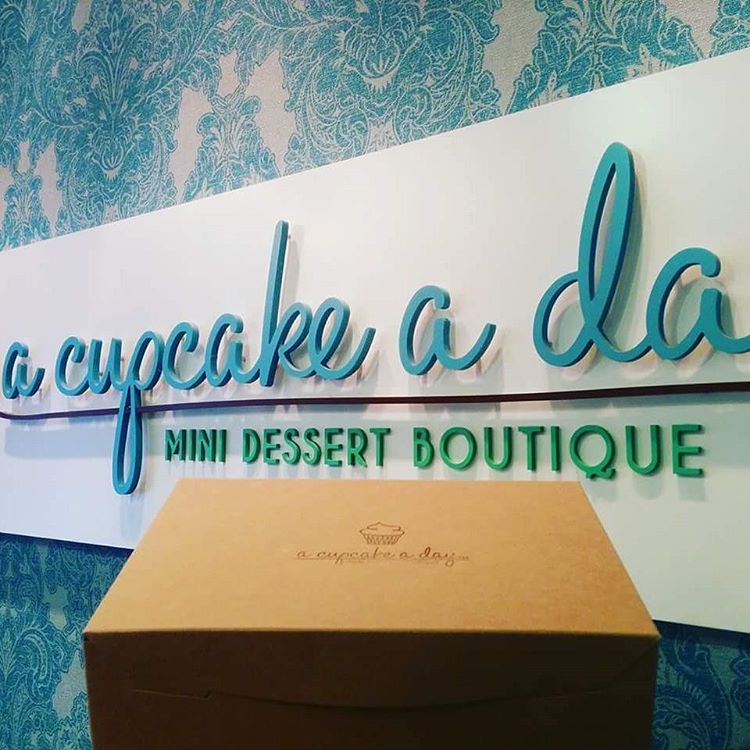 a cupcake a da
MINI DESSERT BOUTIQUE
a cupcake a day